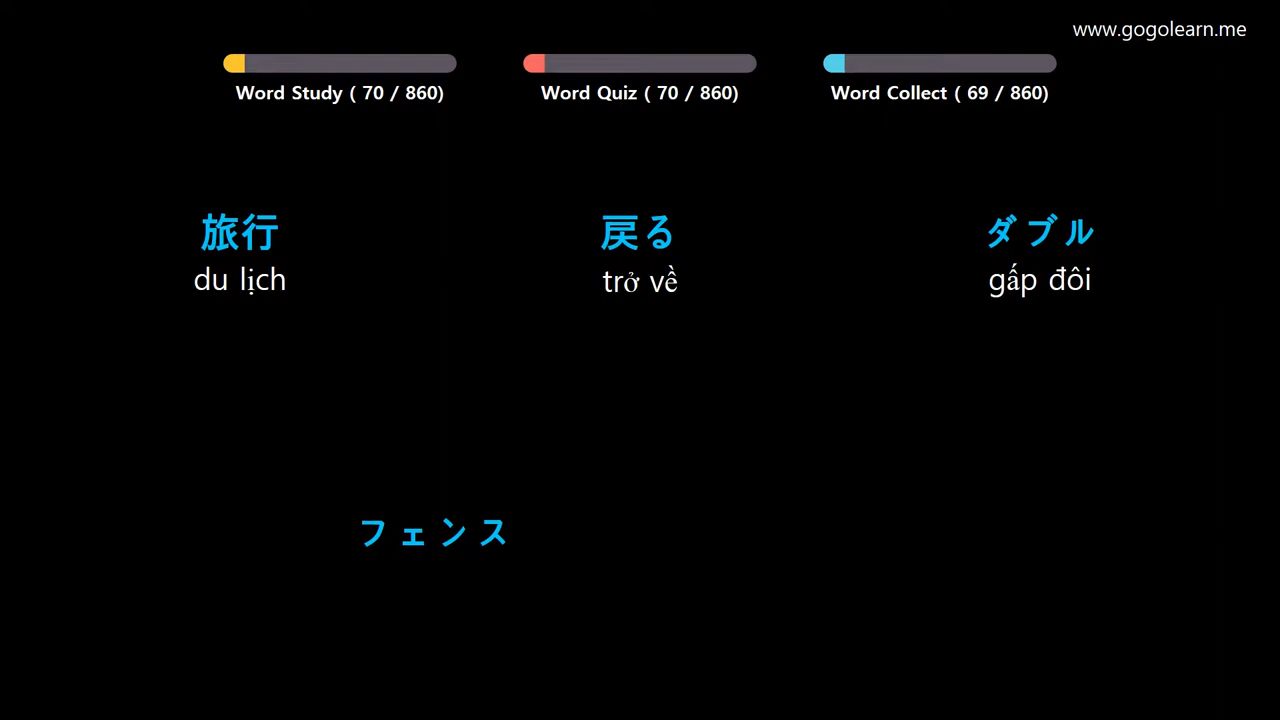 www.gogolearn.me
Word Study ( 70 / 860)
Word Quiz ( 70 / 860)
Word Collect ( 69 / 860)
旅行
du lịch
戻る
trở về
ダブル
gấp đôi
フェンス